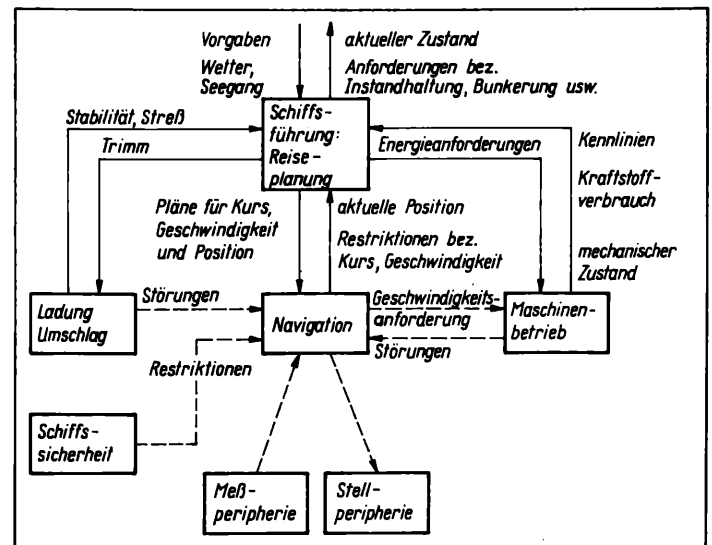 Vorgaben
Wetter,
Seegang
aktueller Zustand
Anforderungen bez.
Instandhaltung, Bunkerung usw.
Stabilität, Streß
Trimm
Schiffs-
führung:
Reise-
planung
Energieanforderungen
Kennlinien
Kraftstoff-
verbrauch
mechanischer
Zustand
Pläne für Kurs,
Geschwindigkeit
und Position
aktuelle Position
Restriktionen bez.
Kurs, Geschwindigkeit
Ladung
Umschlag
Störungen
Navigation
Geschwindigkeits-
anforderung
Störungen
Maschinen-
betrieb
Restriktionen
Schiffs-
sicherheit
Meß-
peripherie
Stell-
peripherie